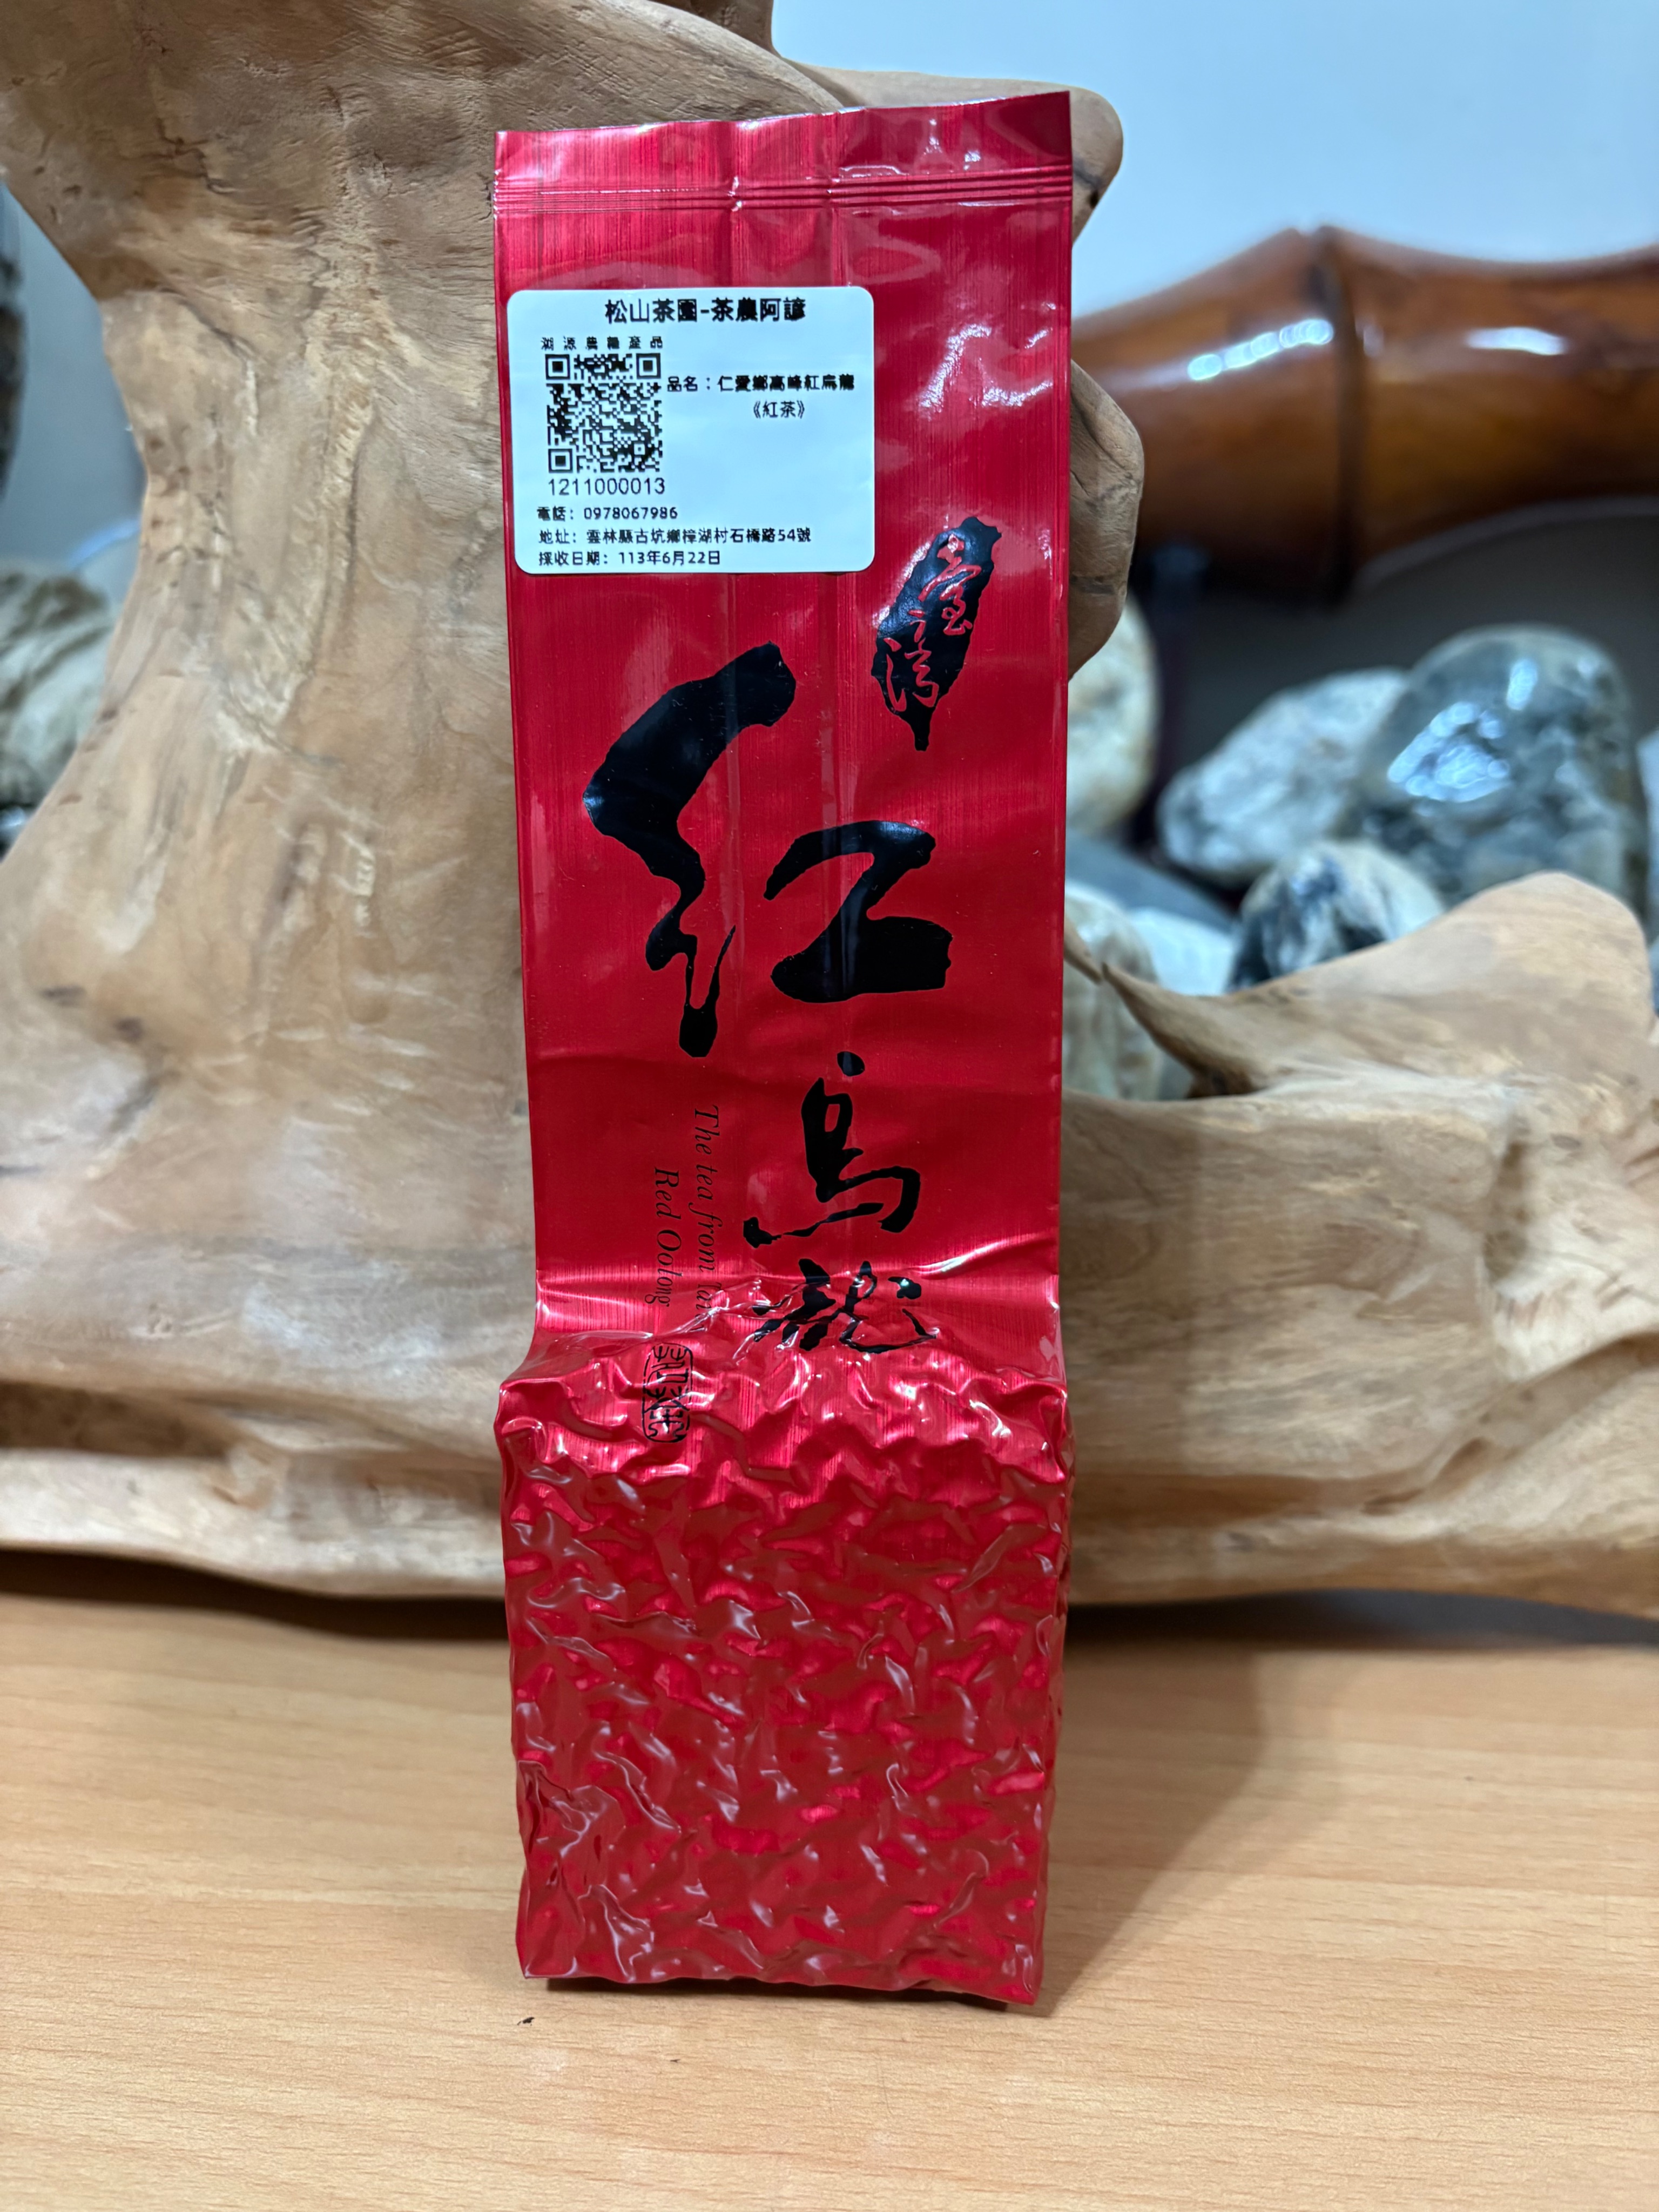 松山茶園-茶農阿諺
溯源農糧產品
品名：仁愛鄉高峰紅烏龍
《紅茶》
1211000013
電話：0978067986
地址：雲林縣古坑鄉樟湖村石橋路54號
採收日期：113年6月22日
臺灣
紅烏龍
The tea from
Red Oolong